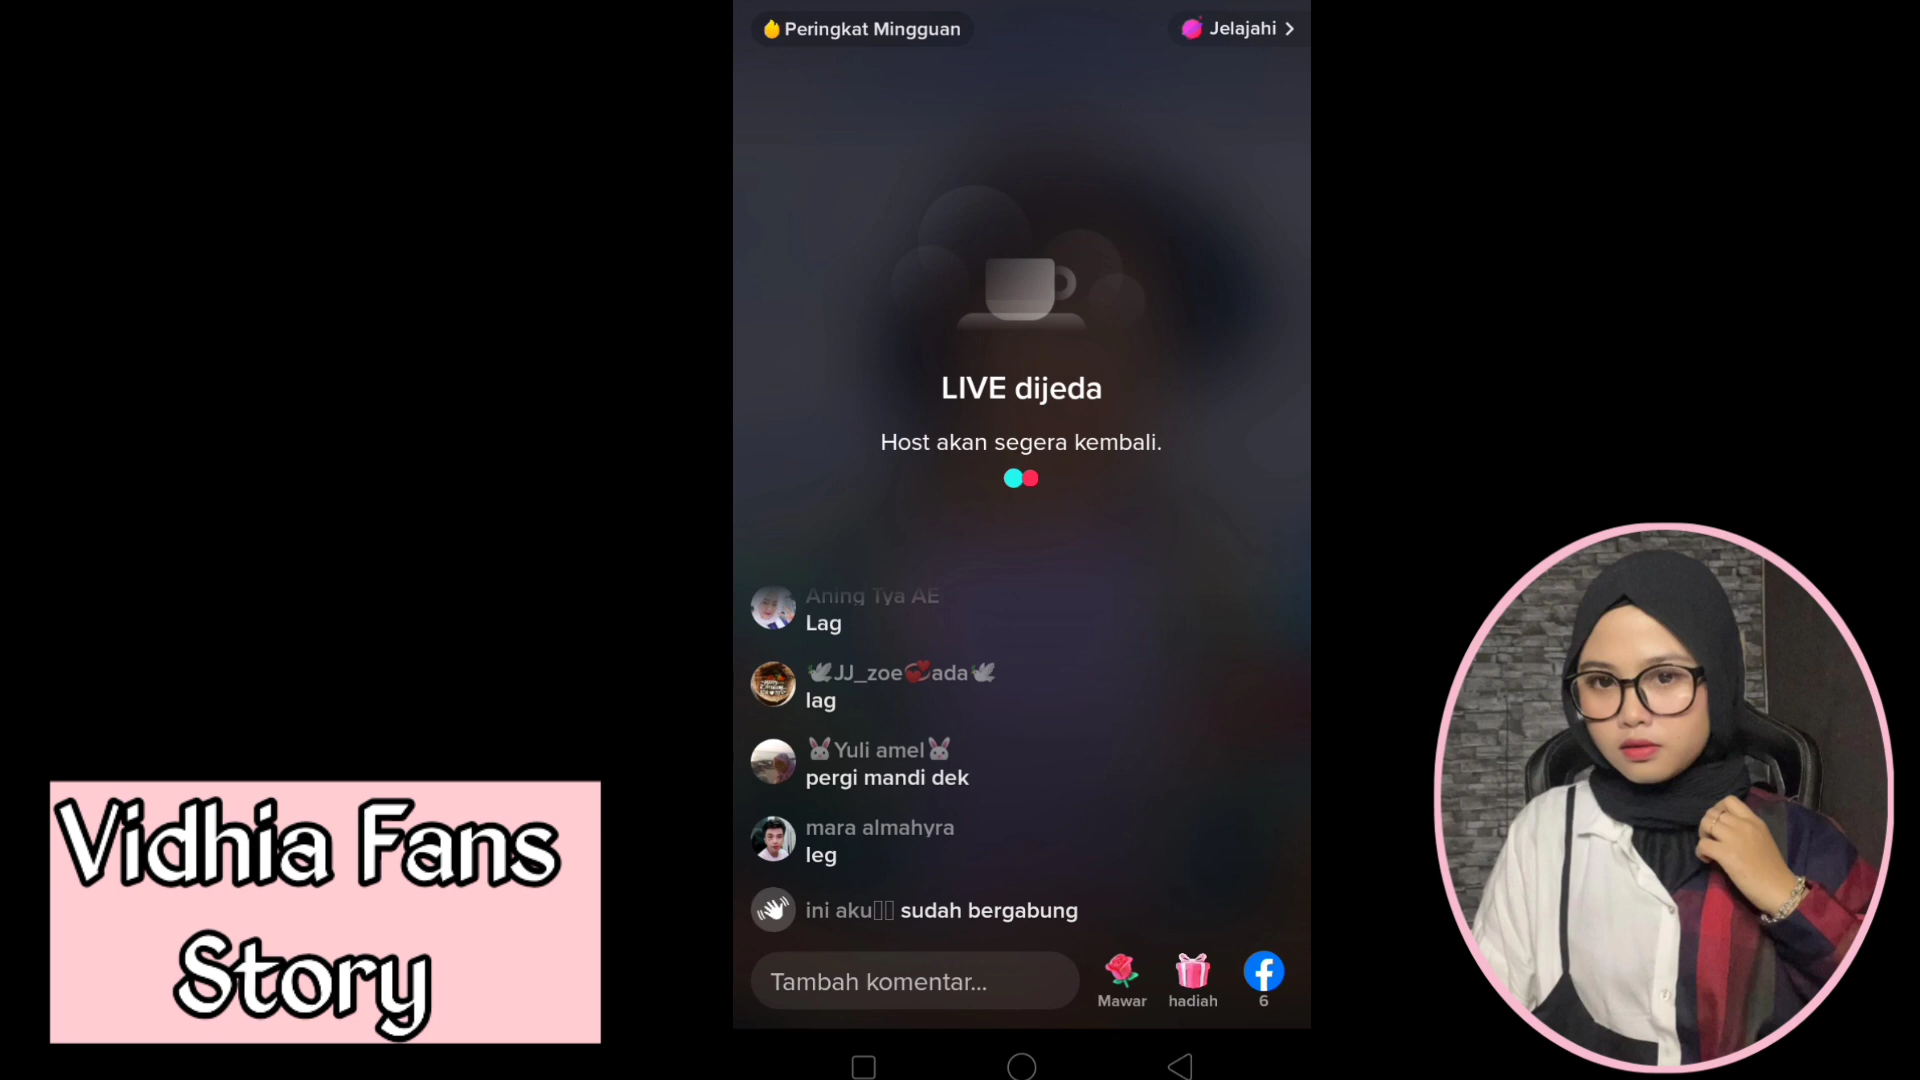 Peringkat Mingguan
Jelajahi
LIVE dijeda
Host akan segera kembali.
Aning Tya AE
Lag
🕊JJ_zoe💞ada🕊
lag
🐰Yuli amel🐰
pergi mandi dek
mara almahyra
leg
ini aku sudah bergabung
Tambah komentar...
Mawar
hadiah
6
Vidhia Fans
Story